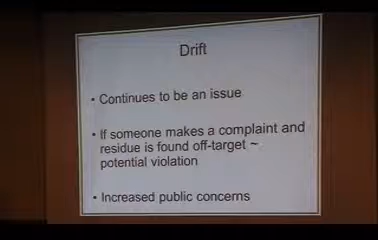 Drift
• Continues to be an issue
• If someone makes a complaint and
residue is found off-target ~
potential violation
• Increased public concerns